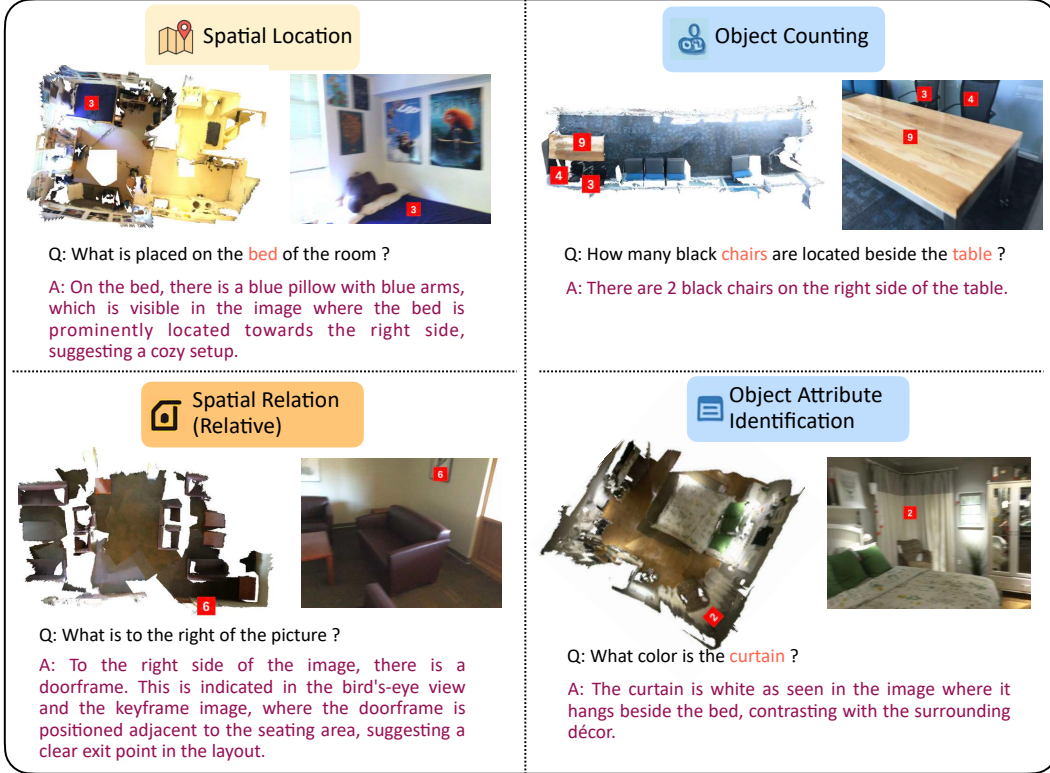 Spatial Location
3
3
Q: What is placed on the bed of the room ?
A: On the bed, there is a blue pillow with blue arms,
which is visible in the image where the bed is
prominently located towards the right side,
suggesting a cozy setup.
Object Counting
9
4
3
3
4
9
Q: How many black chairs are located beside the table ?
A: There are 2 black chairs on the right side of the table.
Spatial Relation
(Relative)
6
6
Q: What is to the right of the picture ?
A: To the right side of the image, there is a
doorframe. This is indicated in the bird's-eye view
and the keyframe image, where the doorframe is
positioned adjacent to the seating area, suggesting a
clear exit point in the layout.
Object Attribute
Identification
2
2
Q: What color is the curtain ?
A: The curtain is white as seen in the image where it
hangs beside the bed, contrasting with the surrounding
décor.